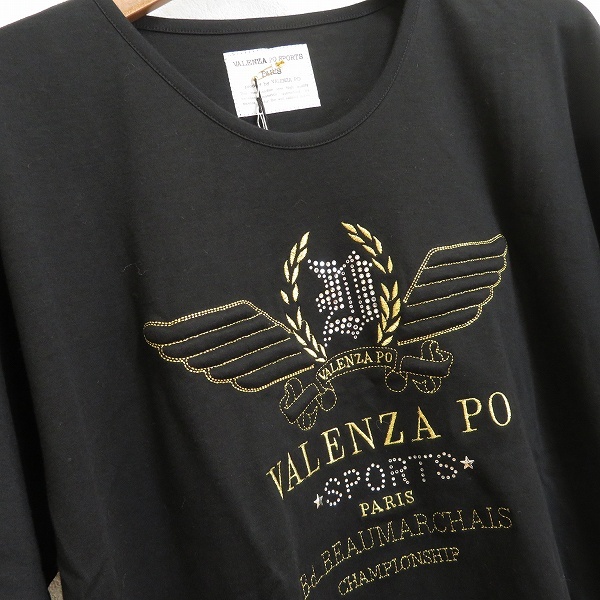 VALENZA PO SPORTS
PARIS
VALENZA PO
VALENZA PO
SPORTS
PARIS
Bd. BEAUMARCHAIS
CHAMPIONSHIP